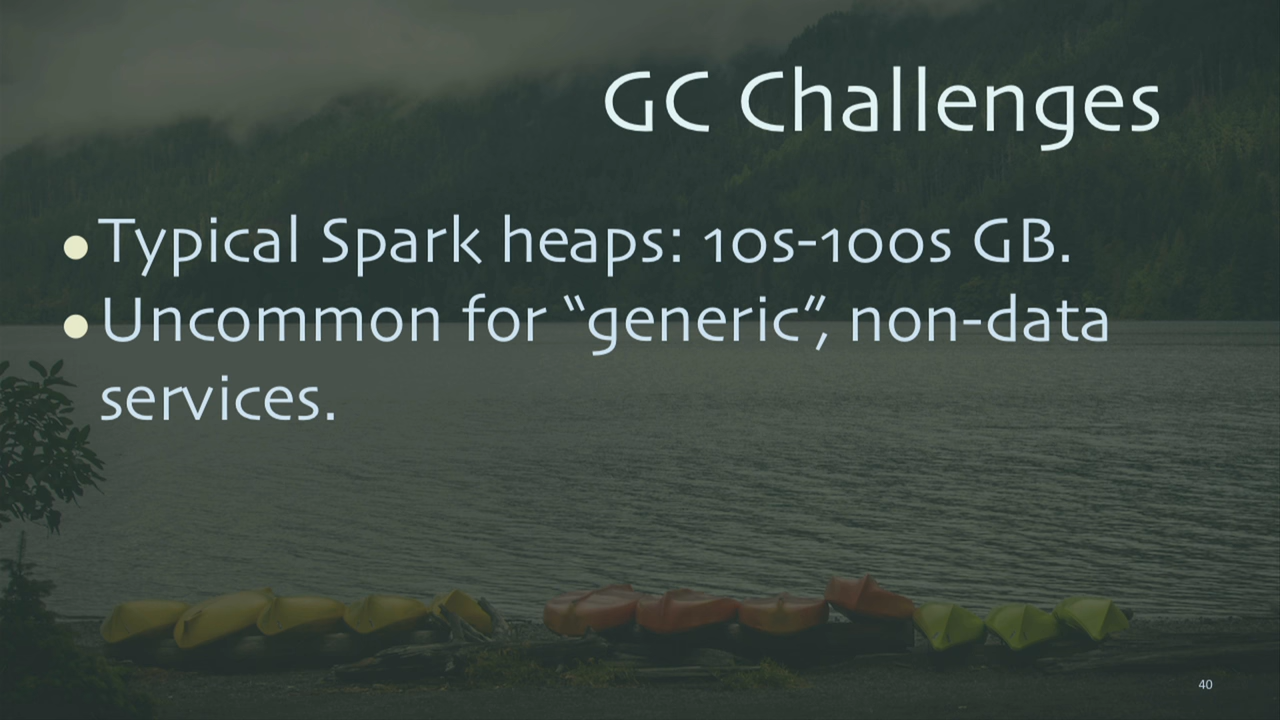 GC Challenges
• Typical Spark heaps: 10s-100s GB.
• Uncommon for “generic”, non-data
services.
40